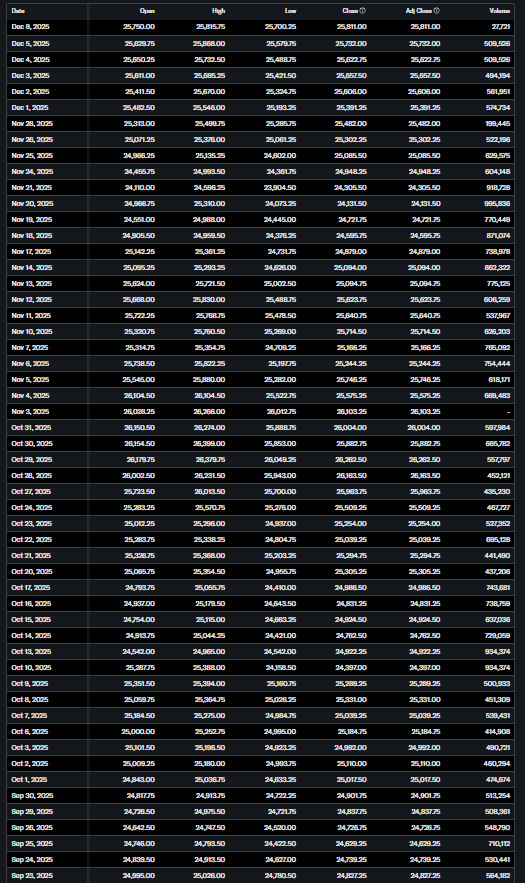 Date Open High Low Close Adj Close Volume
Dec 8, 2025 25,750.00 25,815.75 25,700.25 25,811.00 25,811.00 27,721
Dec 5, 2025 25,629.75 25,868.00 25,579.75 25,732.00 25,732.00 509,526
Dec 4, 2025 25,650.25 25,732.50 25,488.75 25,622.75 25,622.75 509,526
Dec 3, 2025 25,611.00 25,685.25 25,421.50 25,657.50 25,657.50 494,194
Dec 2, 2025 25,411.50 25,670.00 25,324.75 25,606.00 25,606.00 561,951
Dec 1, 2025 25,482.50 25,546.00 25,193.25 25,391.25 25,391.25 574,734
Nov 28, 2025 25,313.00 25,499.75 25,285.75 25,482.00 25,482.00 199,445
Nov 26, 2025 25,071.25 25,376.00 25,061.25 25,302.25 25,302.25 522,196
Nov 25, 2025 24,966.25 25,135.25 24,602.00 25,085.50 25,085.50 629,575
Nov 24, 2025 24,455.75 24,993.50 24,361.75 24,948.25 24,948.25 604,148
Nov 21, 2025 24,110.00 24,596.25 23,904.50 24,305.50 24,305.50 918,728
Nov 20, 2025 24,966.75 25,310.00 24,073.25 24,131.50 24,131.50 995,836
Nov 19, 2025 24,551.00 24,988.00 24,445.00 24,721.75 24,721.75 770,449
Nov 18, 2025 24,905.50 24,959.50 24,376.25 24,595.75 24,595.75 871,074
Nov 17, 2025 25,142.25 25,361.25 24,731.75 24,879.00 24,879.00 738,978
Nov 14, 2025 25,095.25 25,293.25 24,626.00 25,094.00 25,094.00 862,322
Nov 13, 2025 25,624.00 25,721.50 25,002.50 25,094.75 25,094.75 775,125
Nov 12, 2025 25,668.00 25,830.00 25,488.75 25,623.75 25,623.75 606,259
Nov 11, 2025 25,722.25 25,768.75 25,478.50 25,640.75 25,640.75 537,967
Nov 10, 2025 25,320.75 25,760.50 25,269.00 25,714.50 25,714.50 626,203
Nov 7, 2025 25,314.75 25,354.75 24,709.25 25,166.25 25,166.25 765,092
Nov 6, 2025 25,738.50 25,822.25 25,197.75 25,244.25 25,244.25 754,444
Nov 5, 2025 25,545.00 25,880.00 25,282.00 25,746.25 25,746.25 618,171
Nov 4, 2025 26,104.50 26,104.50 25,522.75 25,575.25 25,575.25 669,483
Nov 3, 2025 26,028.25 26,266.00 26,012.75 26,103.25 26,103.25 -
Oct 31, 2025 26,150.50 26,274.00 25,888.75 26,004.00 26,004.00 597,984
Oct 30, 2025 26,154.50 26,399.00 25,853.00 25,882.75 25,882.75 665,782
Oct 29, 2025 26,179.75 26,379.75 26,049.25 26,262.50 26,262.50 557,797
Oct 28, 2025 26,002.50 26,231.50 25,943.00 26,163.50 26,163.50 452,121
Oct 27, 2025 25,723.50 26,013.50 25,700.00 25,963.75 25,963.75 435,230
Oct 24, 2025 25,283.25 25,570.75 25,276.00 25,509.25 25,509.25 467,727
Oct 23, 2025 25,012.25 25,296.00 24,937.00 25,254.00 25,254.00 527,352
Oct 22, 2025 25,283.75 25,338.25 24,804.75 25,039.25 25,039.25 695,128
Oct 21, 2025 25,326.75 25,368.00 25,203.25 25,294.75 25,294.75 441,490
Oct 20, 2025 25,065.75 25,354.50 24,955.75 25,305.25 25,305.25 437,206
Oct 17, 2025 24,793.75 25,055.75 24,410.00 24,986.50 24,986.50 743,681
Oct 16, 2025 24,937.00 25,179.50 24,643.50 24,831.25 24,831.25 738,759
Oct 15, 2025 24,754.00 25,115.00 24,663.25 24,924.50 24,924.50 637,036
Oct 14, 2025 24,913.75 25,044.25 24,421.00 24,762.50 24,762.50 729,059
Oct 13, 2025 24,542.00 24,965.00 24,542.00 24,922.25 24,922.25 934,374
Oct 10, 2025 25,287.75 25,388.00 24,158.50 24,397.00 24,397.00 934,374
Oct 9, 2025 25,351.50 25,394.00 25,160.75 25,289.25 25,289.25 500,933
Oct 8, 2025 25,059.75 25,364.75 25,026.25 25,331.00 25,331.00 451,309
Oct 7, 2025 25,184.50 25,275.00 24,984.75 25,039.25 25,039.25 539,431
Oct 6, 2025 25,000.00 25,252.75 24,995.00 25,184.75 25,184.75 414,908
Oct 3, 2025 25,101.50 25,196.50 24,923.25 24,992.00 24,992.00 490,721
Oct 2, 2025 25,009.25 25,180.00 24,993.75 25,110.00 25,110.00 460,294
Oct 1, 2025 24,843.00 25,036.75 24,633.25 25,017.50 25,017.50 474,674
Sep 30, 2025 24,817.75 24,913.75 24,722.25 24,901.75 24,901.75 513,254
Sep 29, 2025 24,726.50 24,975.50 24,721.75 24,837.75 24,837.75 508,361
Sep 26, 2025 24,642.50 24,747.50 24,520.00 24,726.75 24,726.75 548,790
Sep 25, 2025 24,746.00 24,793.50 24,422.50 24,629.25 24,629.25 710,112
Sep 24, 2025 24,839.50 24,913.50 24,627.00 24,739.25 24,739.25 530,441
Sep 23, 2025 24,995.00 25,026.00 24,780.50 24,827.25 24,827.25 564,182